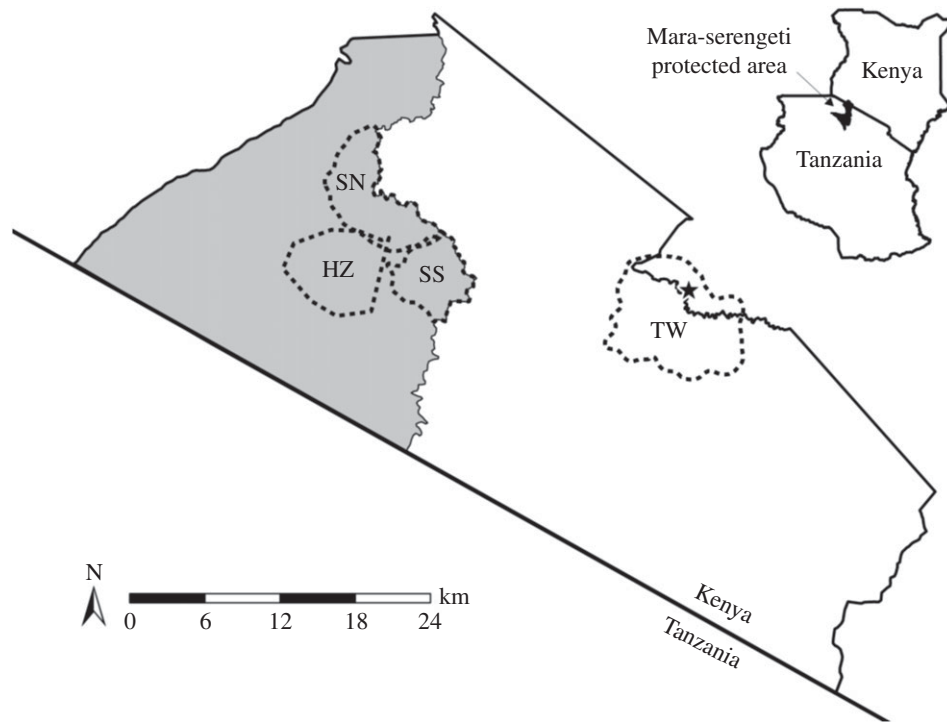 Mara-serengeti
protected area
Kenya
Tanzania
SN
HZ
SS
TW
N
km
0 6 12 18 24
Kenya
Tanzania